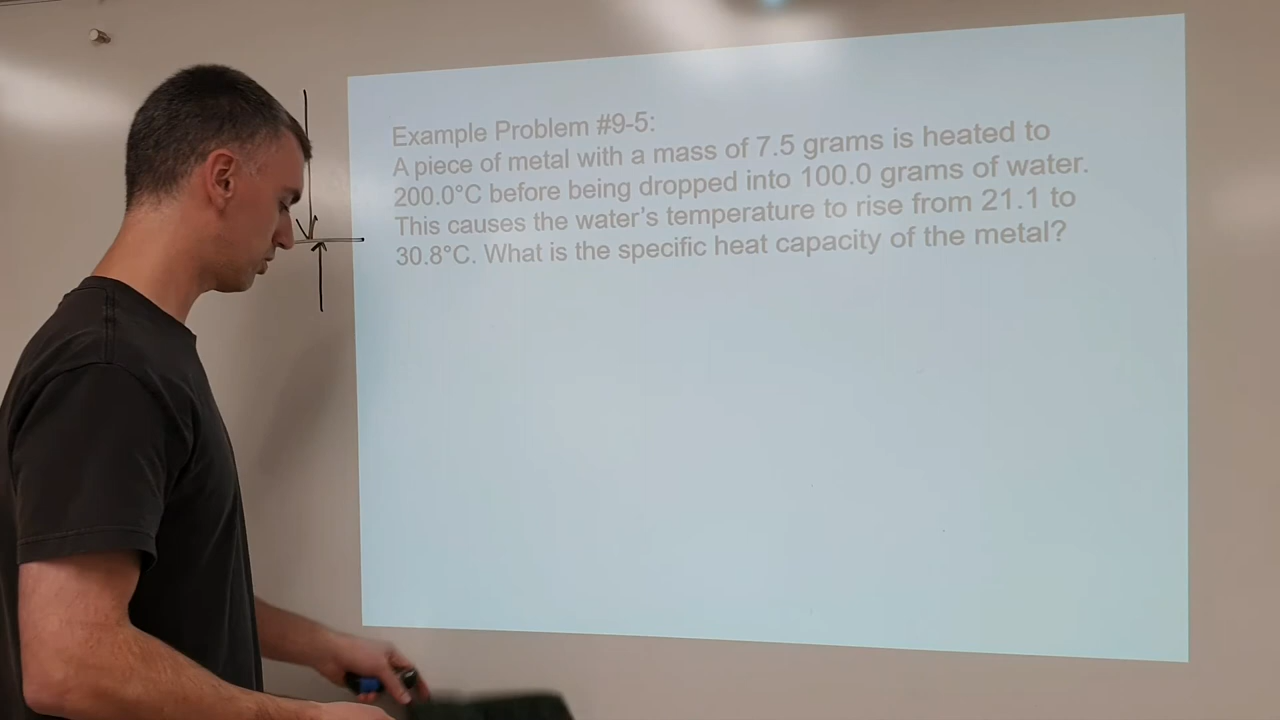 Example Problem #9-5:
A piece of metal with a mass of 7.5 grams is heated to
200.0°C before being dropped into 100.0 grams of water.
This causes the water's temperature to rise from 21.1 to
30.8°C. What is the specific heat capacity of the metal?